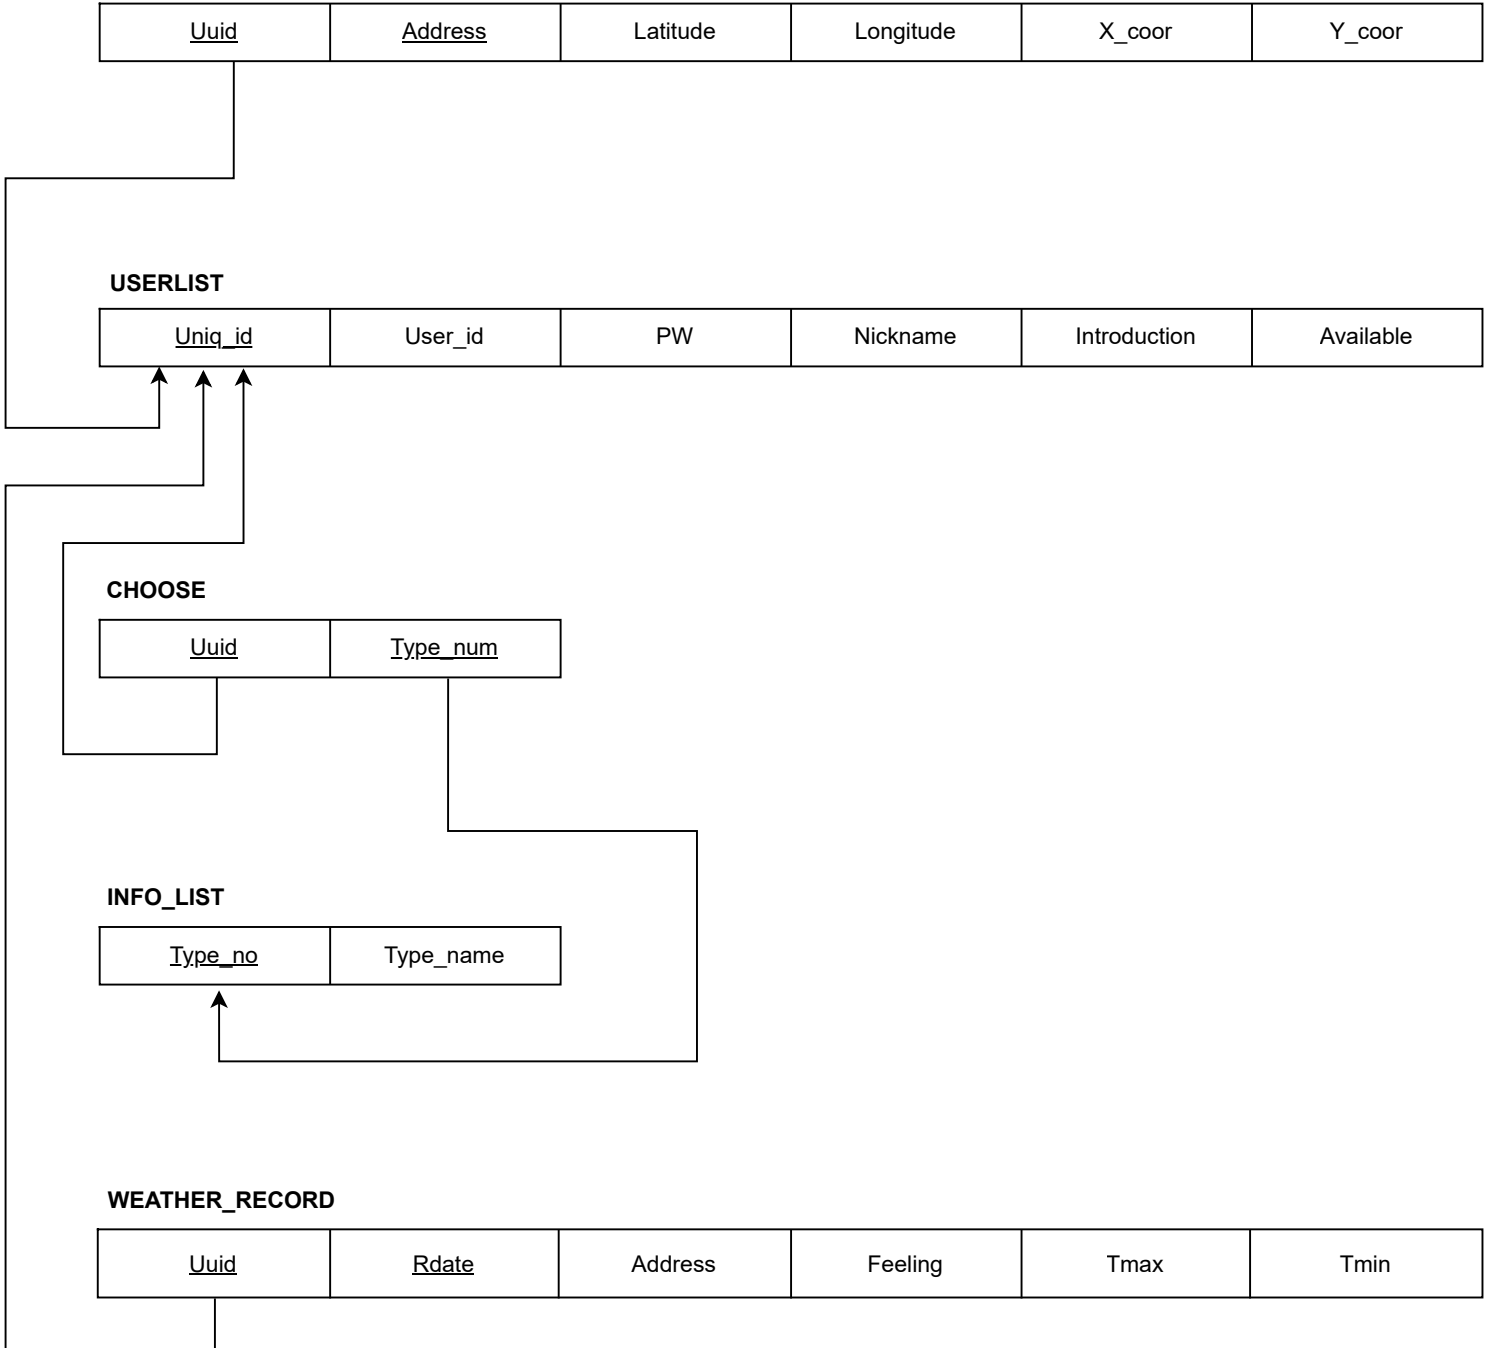 Uuid Address Latitude Longitude X_coor Y_coor
USERLIST
Uniq_id User_id PW Nickname Introduction Available
CHOOSE
Uuid Type_num
INFO_LIST
Type_no Type_name
WEATHER_RECORD
Uuid Rdate Address Feeling Tmax Tmin